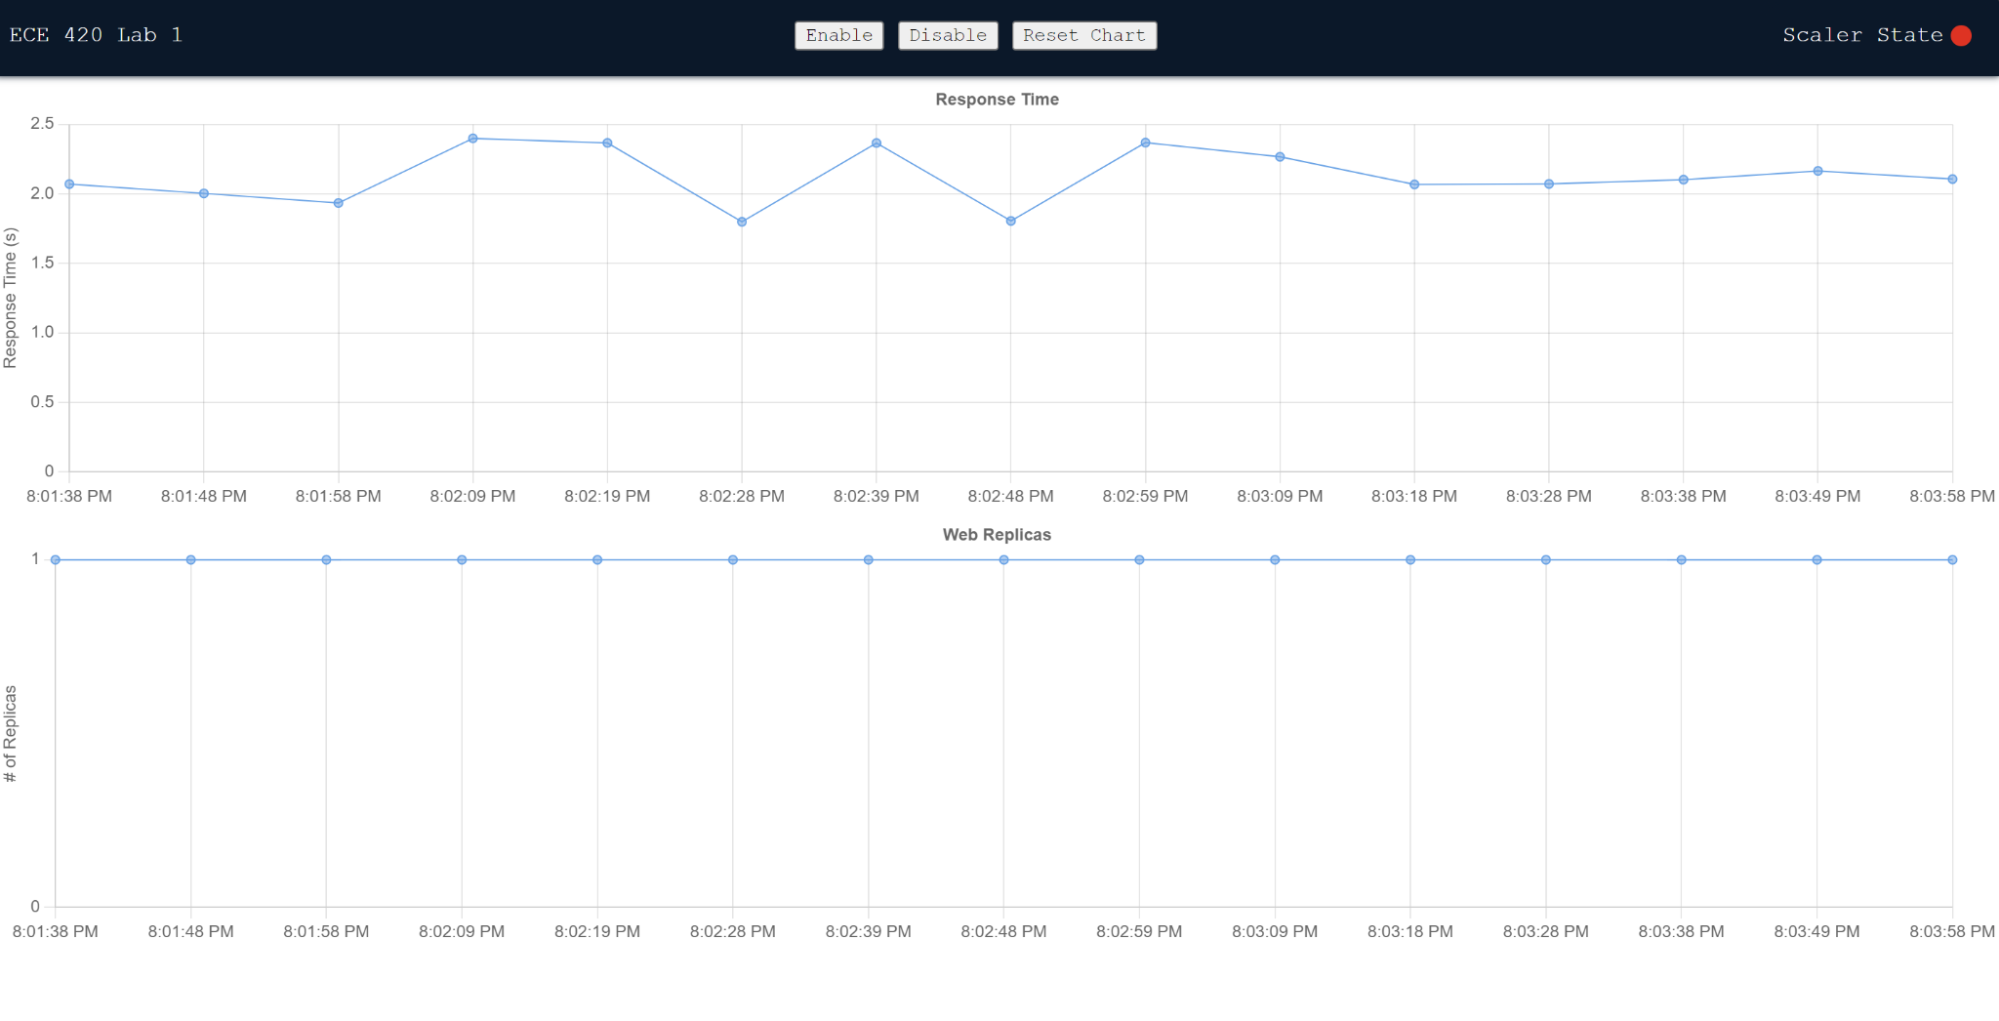 ECE 420 Lab 1
Enable Disable Reset Chart
Scaler State
Response Time
Response Time (s)
2.5
2.0
1.5
1.0
0.5
0
8:01:38 PM 8:01:48 PM 8:01:58 PM 8:02:09 PM 8:02:19 PM 8:02:28 PM 8:02:39 PM 8:02:48 PM 8:02:59 PM 8:03:09 PM 8:03:18 PM 8:03:28 PM 8:03:38 PM 8:03:49 PM 8:03:58 PM
Web Replicas
# of Replicas
1
0
8:01:38 PM 8:01:48 PM 8:01:58 PM 8:02:09 PM 8:02:19 PM 8:02:28 PM 8:02:39 PM 8:02:48 PM 8:02:59 PM 8:03:09 PM 8:03:18 PM 8:03:28 PM 8:03:38 PM 8:03:49 PM 8:03:58 PM